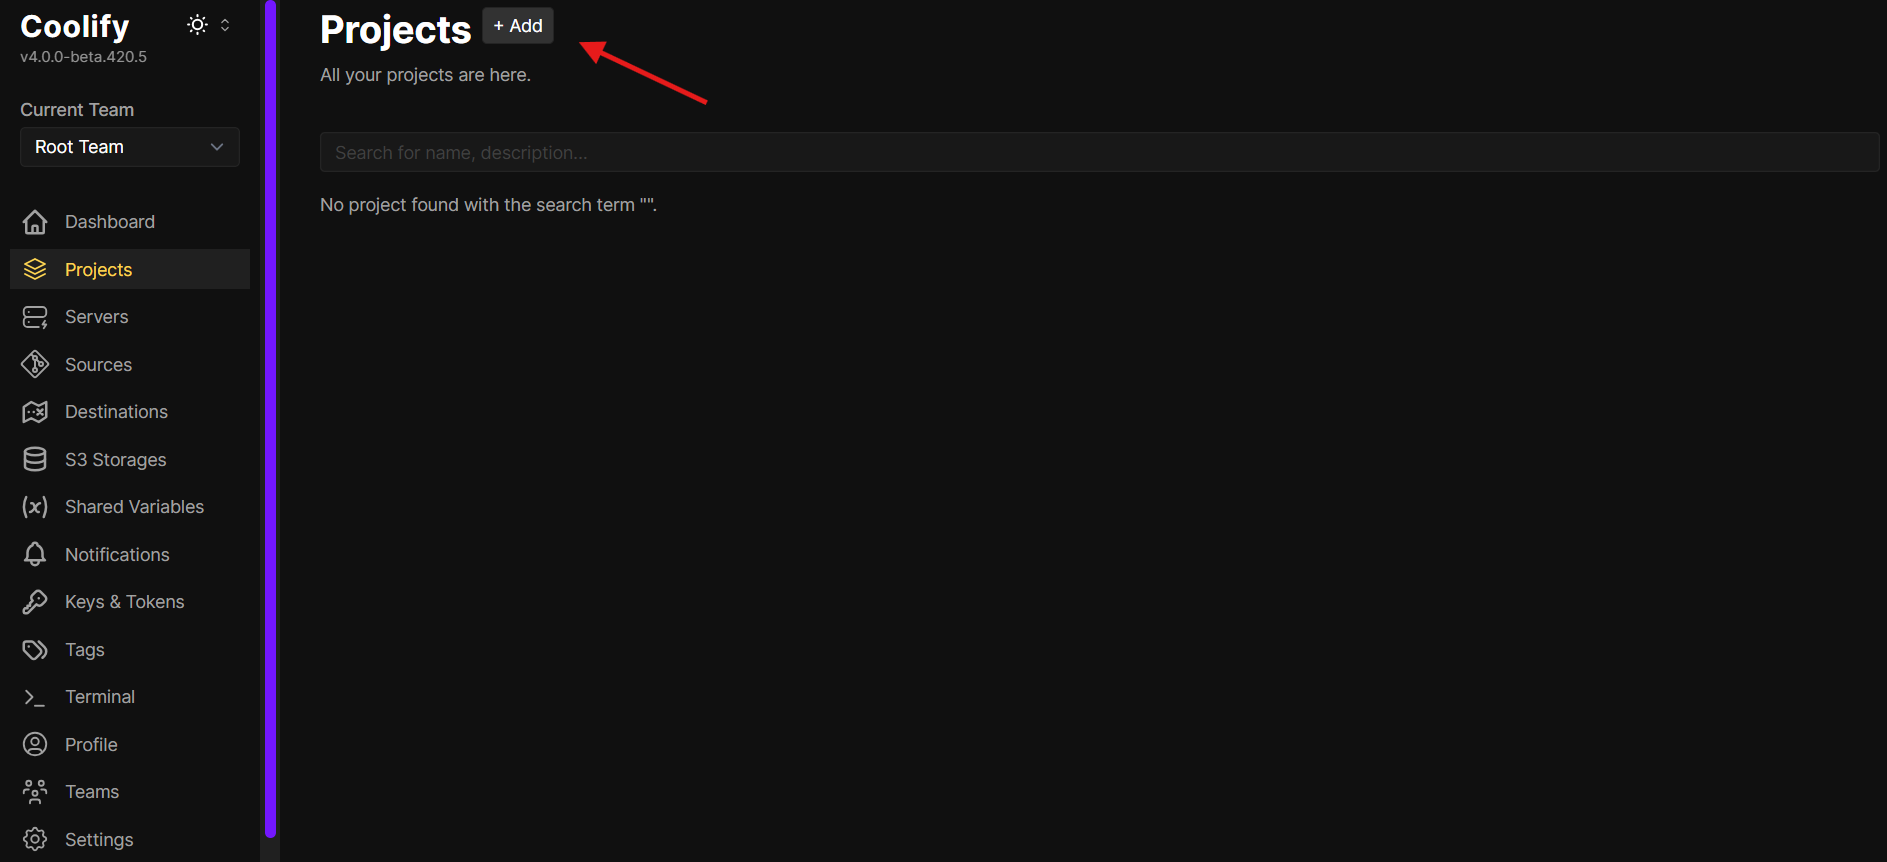 Coolify
v4.0.0-beta.420.5
Current Team
Root Team
Dashboard
Projects
Servers
Sources
Destinations
S3 Storages
Shared Variables
Notifications
Keys & Tokens
Tags
Terminal
Profile
Teams
Settings
Projects + Add
All your projects are here.
Search for name, description...
No project found with the search term "".